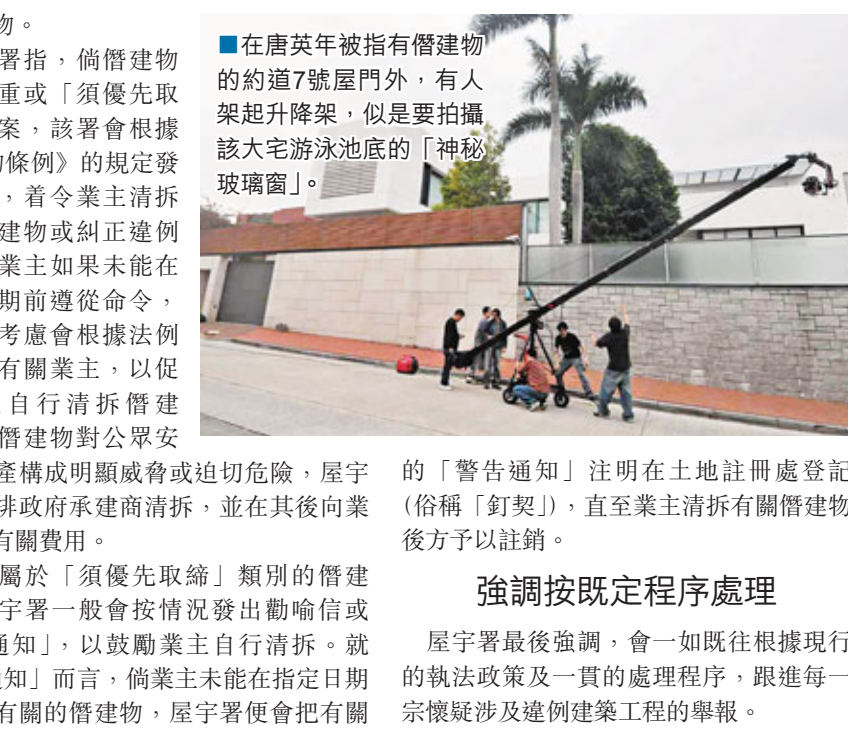 ■在唐英年被指有僭建物
的約道7號屋門外，有人
架起升降架，似是要拍攝
該大宅游泳池底的「神秘
玻璃窗」。
物。
署指，倘僭建物
重或「須優先取
案，該署會根據
條例》的規定發
，着令業主清拆
建物或糾正違例
業主如果未能在
期前遵從命令，
考慮會根據法例
有關業主，以促
自行清拆僭建
僭建物對公眾安
產構成明顯威脅或迫切危險，屋宇
排政府承建商清拆，並在其後向業
有關費用。
屬於「須優先取締」類別的僭建
宇署一般會按情況發出勸喻信或
通知」，以鼓勵業主自行清拆。就
知」而言，倘業主未能在指定日期
有關的僭建物，屋宇署便會把有關
的「警告通知」注明在土地註冊處登記
(俗稱「釘契」)，直至業主清拆有關僭建物
後方予以註銷。
強調按既定程序處理
屋宇署最後強調，會一如既往根據現行
的執法政策及一貫的處理程序，跟進每一
宗懷疑涉及違例建築工程的舉報。